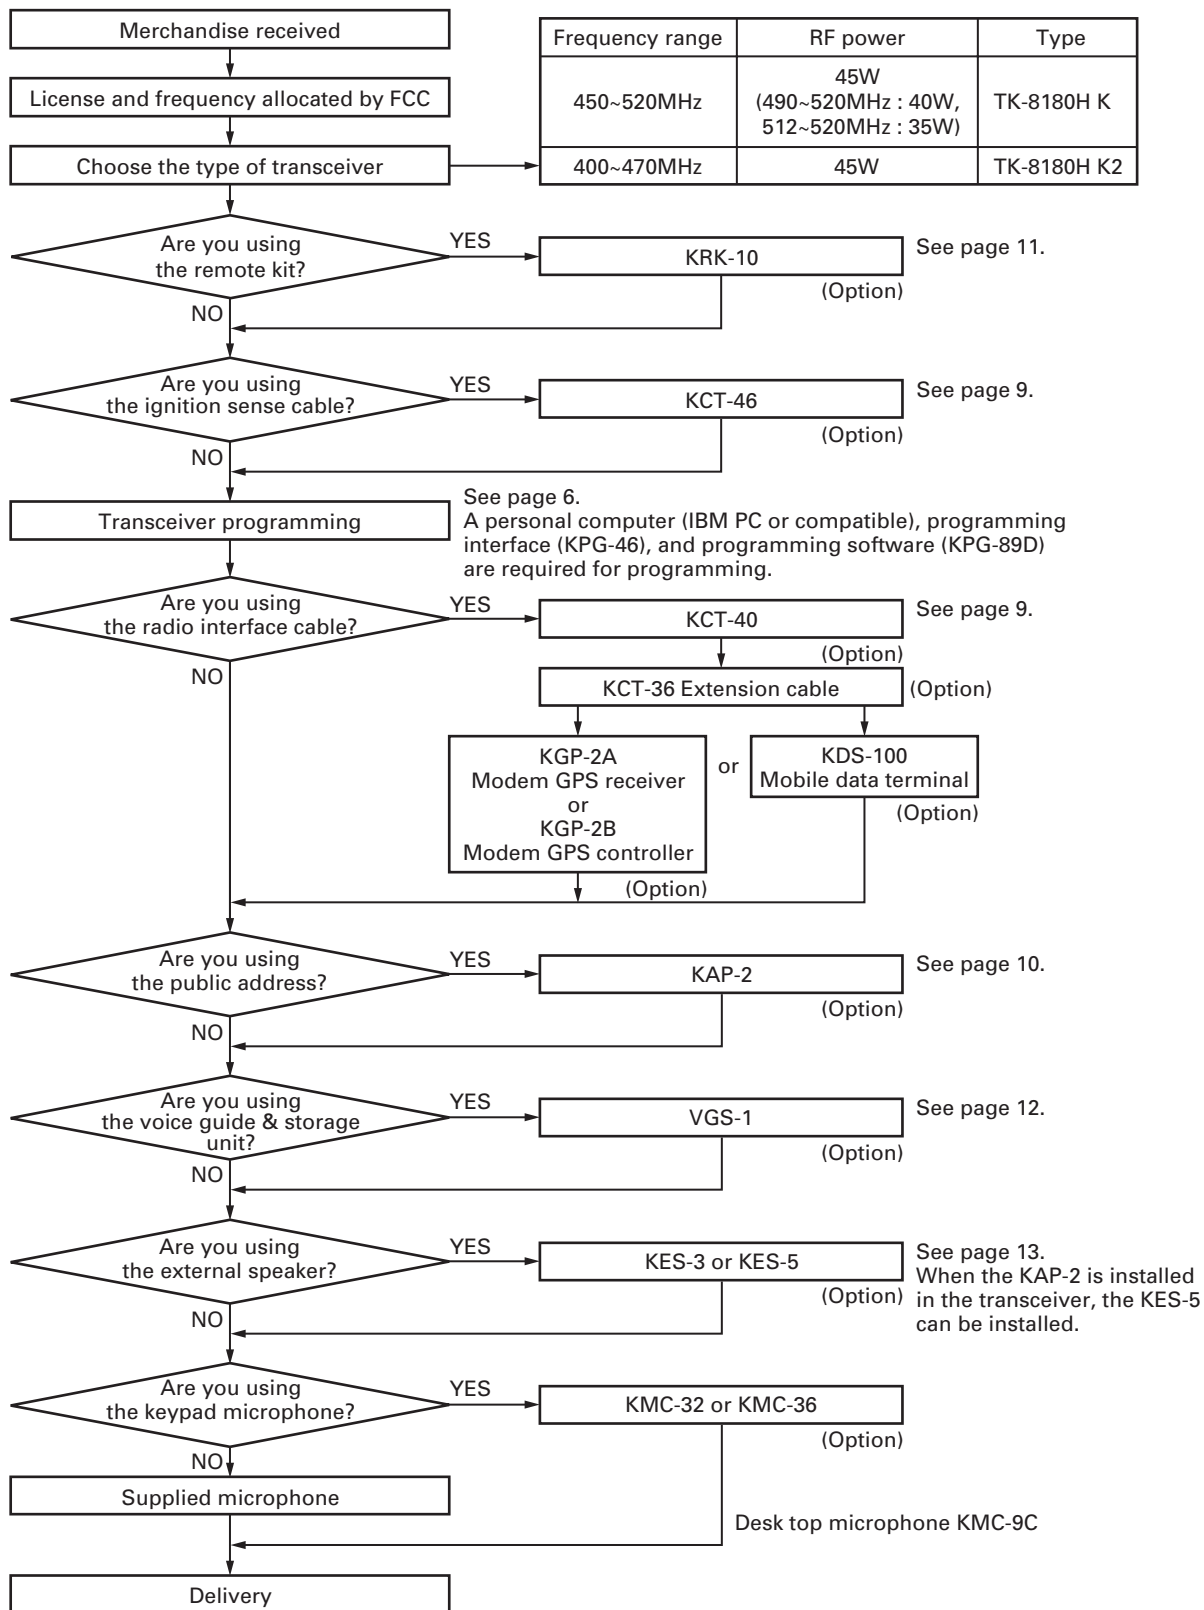 Merchandise received
License and frequency allocated by FCC
Choose the type of transceiver
Frequency range RF power Type
450~520MHz 45W
(490~520MHz : 40W,
512~520MHz : 35W) TK-8180H K
400~470MHz 45W TK-8180H K2
Are you using
the remote kit?
YES
KRK-10
See page 11.
(Option)
NO
Are you using
the ignition sense cable?
YES
KCT-46
See page 9.
(Option)
NO
Transceiver programming
See page 6.
A personal computer (IBM PC or compatible), programming
interface (KPG-46), and programming software (KPG-89D)
are required for programming.
Are you using
the radio interface cable?
YES
KCT-40
See page 9.
(Option)
NO
KCT-36 Extension cable
(Option)
KGP-2A
Modem GPS receiver
or
KGP-2B
Modem GPS controller
(Option)
or
KDS-100
Mobile data terminal
(Option)
Are you using
the public address?
YES
KAP-2
See page 10.
(Option)
NO
Are you using
the voice guide & storage
unit?
YES
VGS-1
See page 12.
(Option)
NO
Are you using
the external speaker?
YES
KES-3 or KES-5
(Option)
See page 13.
When the KAP-2 is installed
in the transceiver, the KES-5
can be installed.
NO
Are you using
the keypad microphone?
YES
KMC-32 or KMC-36
(Option)
NO
Supplied microphone
Desk top microphone KMC-9C
Delivery